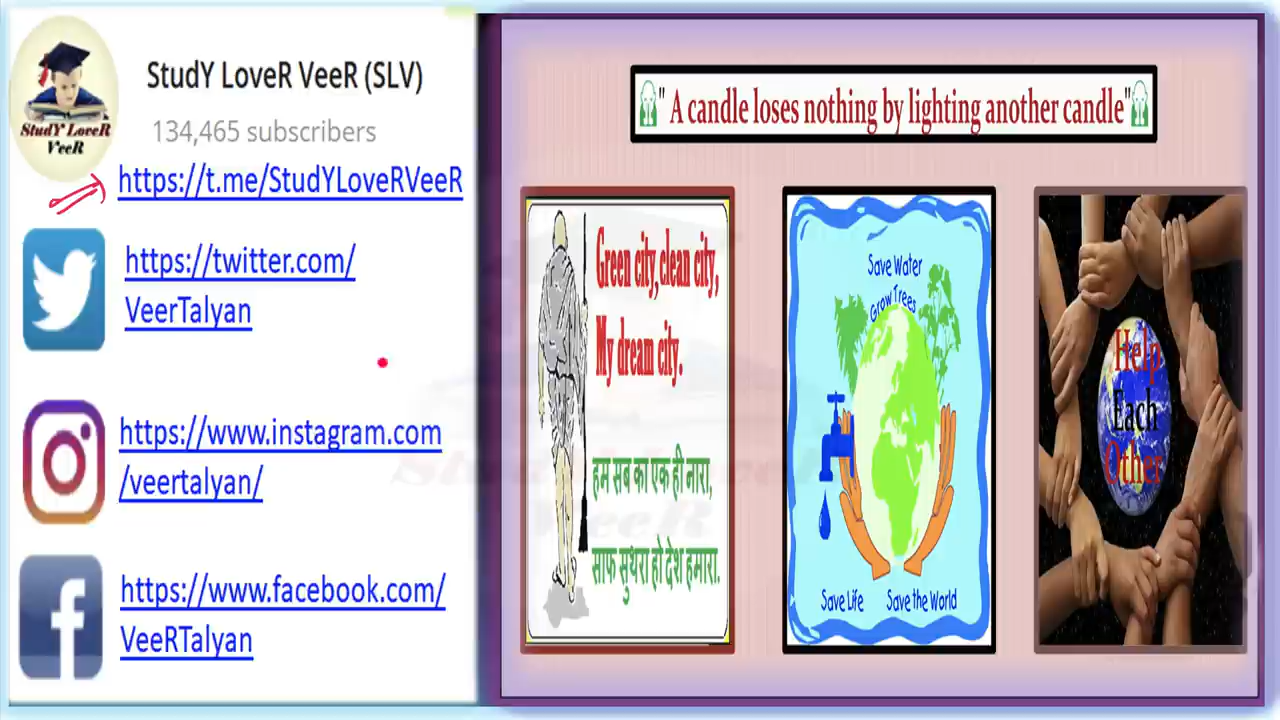 StudY LoveR VeeR (SLV)
134,465 subscribers
StudY LoveR
VeeR
https://t.me/StudYLoveRVeeR
https://twitter.com/
VeerTalyan
https://www.instagram.com
/veertalyan/
https://www.facebook.com/
VeeRTalyan
" A candle loses nothing by lighting another candle"
Green city,clean city,
My dream city.
हम सब का एक ही नारा,
साफ सुथरा हो देश हमारा.
Save Water
Grow Trees
Save Life Save the World
Help
Each
Other
StudY LoveR
VeeR